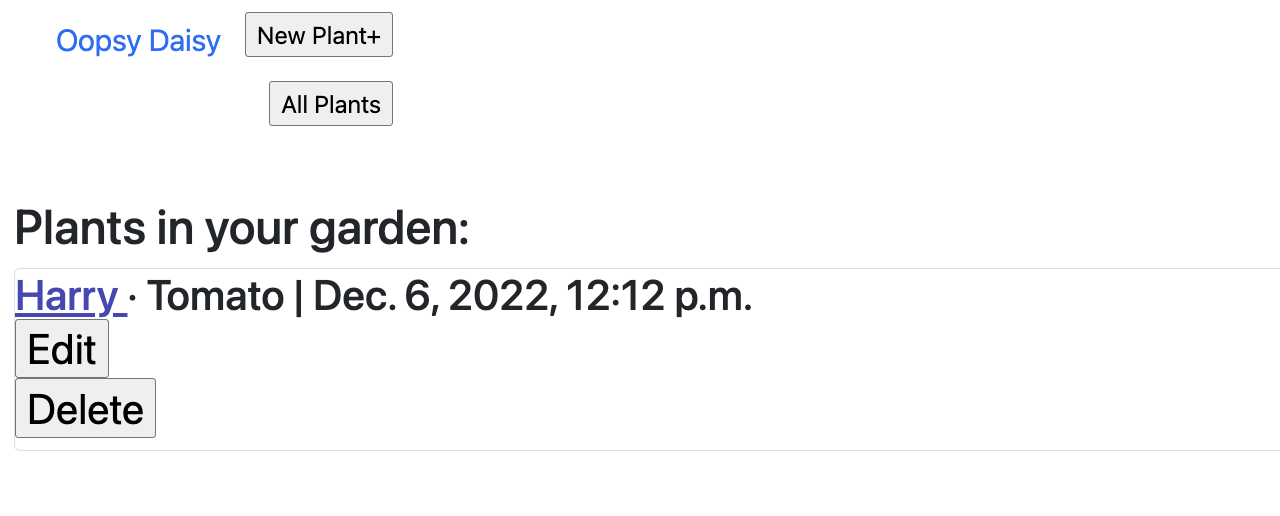 Oopsy Daisy New Plant+
All Plants
Plants in your garden:
Harry · Tomato | Dec. 6, 2022, 12:12 p.m.
Edit
Delete